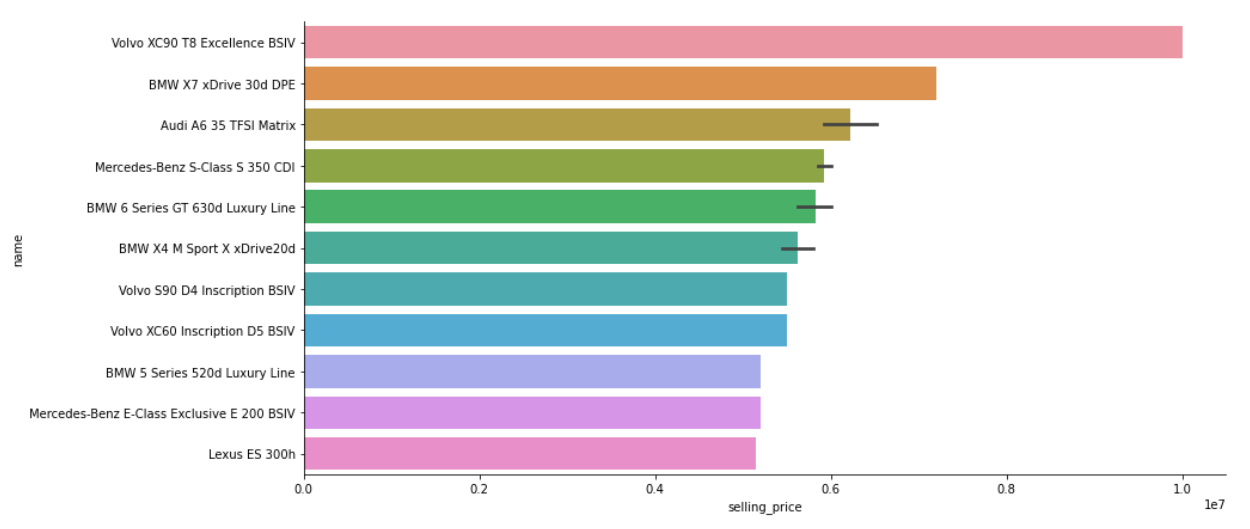 Volvo XC90 T8 Excellence BSIV
BMW X7 xDrive 30d DPE
Audi A6 35 TFSI Matrix
Mercedes-Benz S-Class S 350 CDI
BMW 6 Series GT 630d Luxury Line
BMW X4 M Sport X xDrive20d
Volvo S90 D4 Inscription BSIV
Volvo XC60 Inscription D5 BSIV
BMW 5 Series 520d Luxury Line
Mercedes-Benz E-Class Exclusive E 200 BSIV
Lexus ES 300h
name
0.0 0.2 0.4 0.6 0.8 1.0
1e7
selling_price